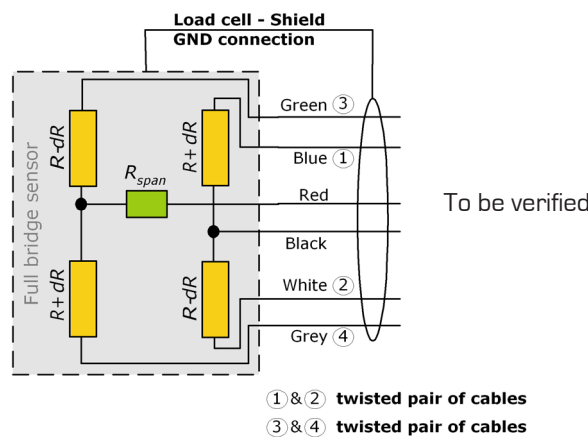 Load cell - Shield
GND connection
Green 3
Blue 1
Red
Black
White 2
Grey 4
Full bridge sensor
R-dR
R+dR
Rspan
R+dR
R-dR
To be verified
1 & 2 twisted pair of cables
3 & 4 twisted pair of cables